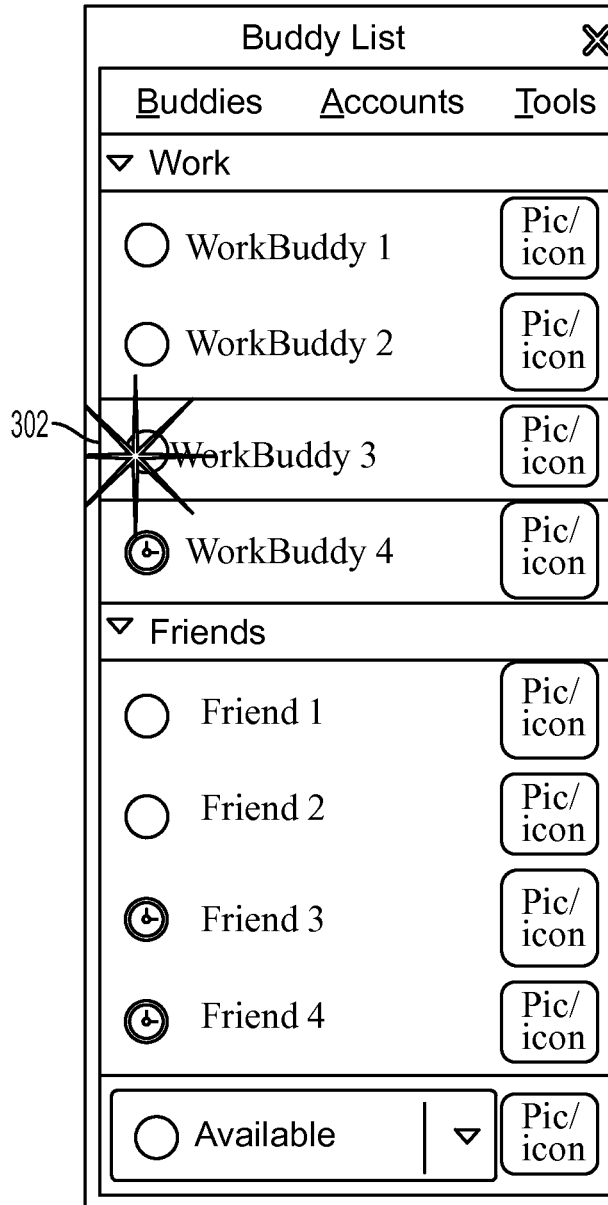 Buddy List
Buddies Accounts Tools
Work
WorkBuddy 1 Pic/
icon
WorkBuddy 2 Pic/
icon
302
WorkBuddy 3 Pic/
icon
WorkBuddy 4 Pic/
icon
Friends
Friend 1 Pic/
icon
Friend 2 Pic/
icon
Friend 3 Pic/
icon
Friend 4 Pic/
icon
Available Pic/
icon